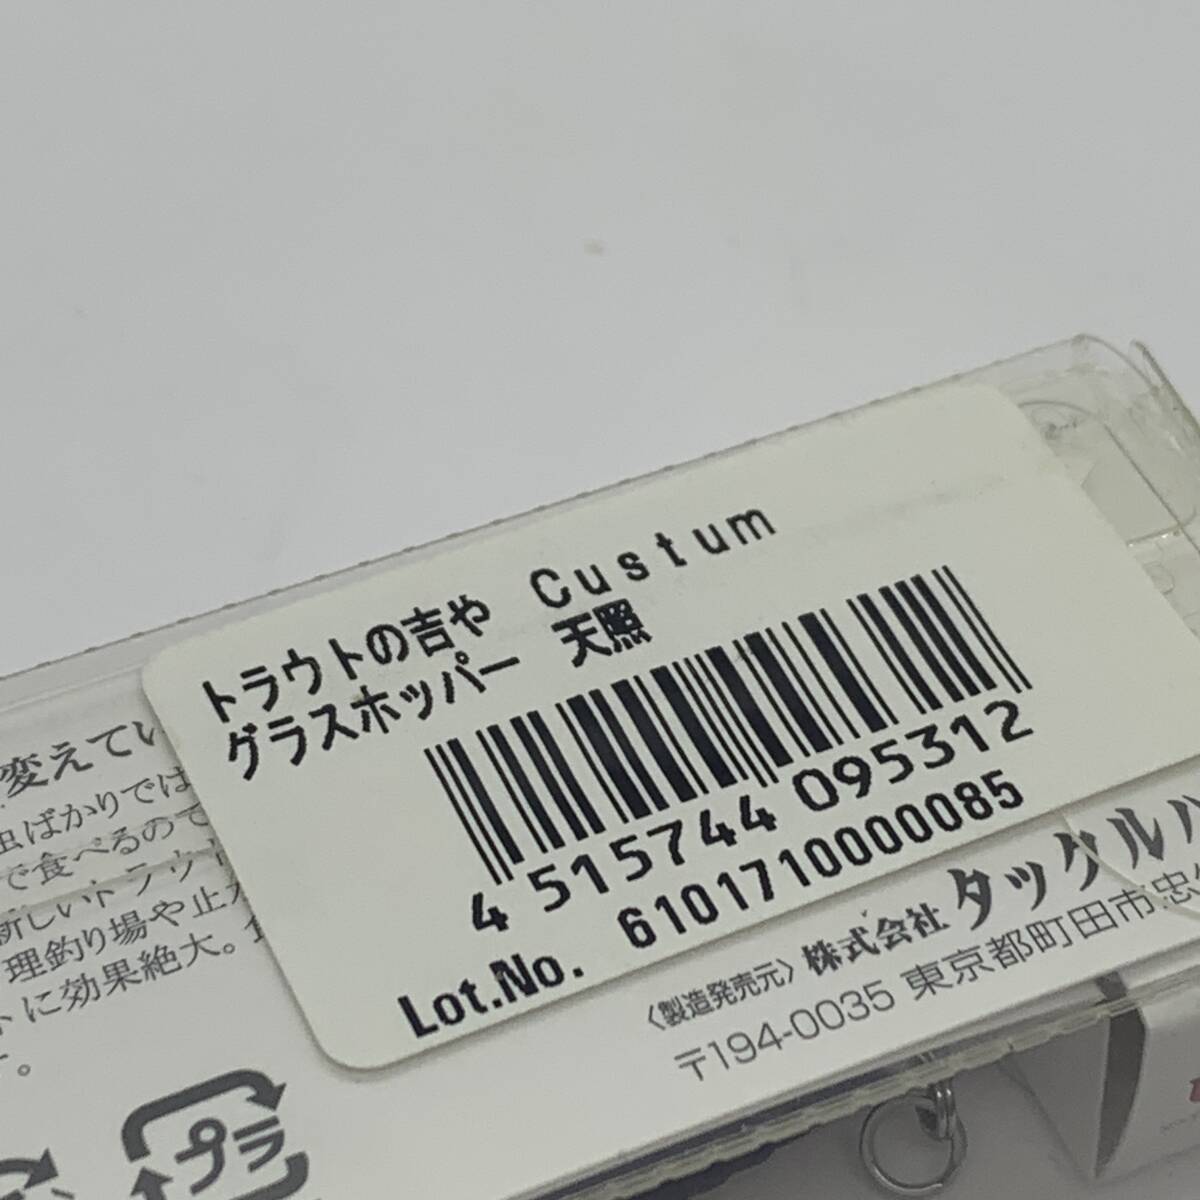 トラウトの吉や Custum
グラスホッパー 天照
4 515744 095312
Lot.No. 6101710000085
変えてい
虫ばかりでは
で食べるので
新しいトラウ
理釣り場や止
トに効果絶大。
す。
〈製造発売元〉株式会社 タックルハ
〒194-0035 東京都町田市忠
プラ